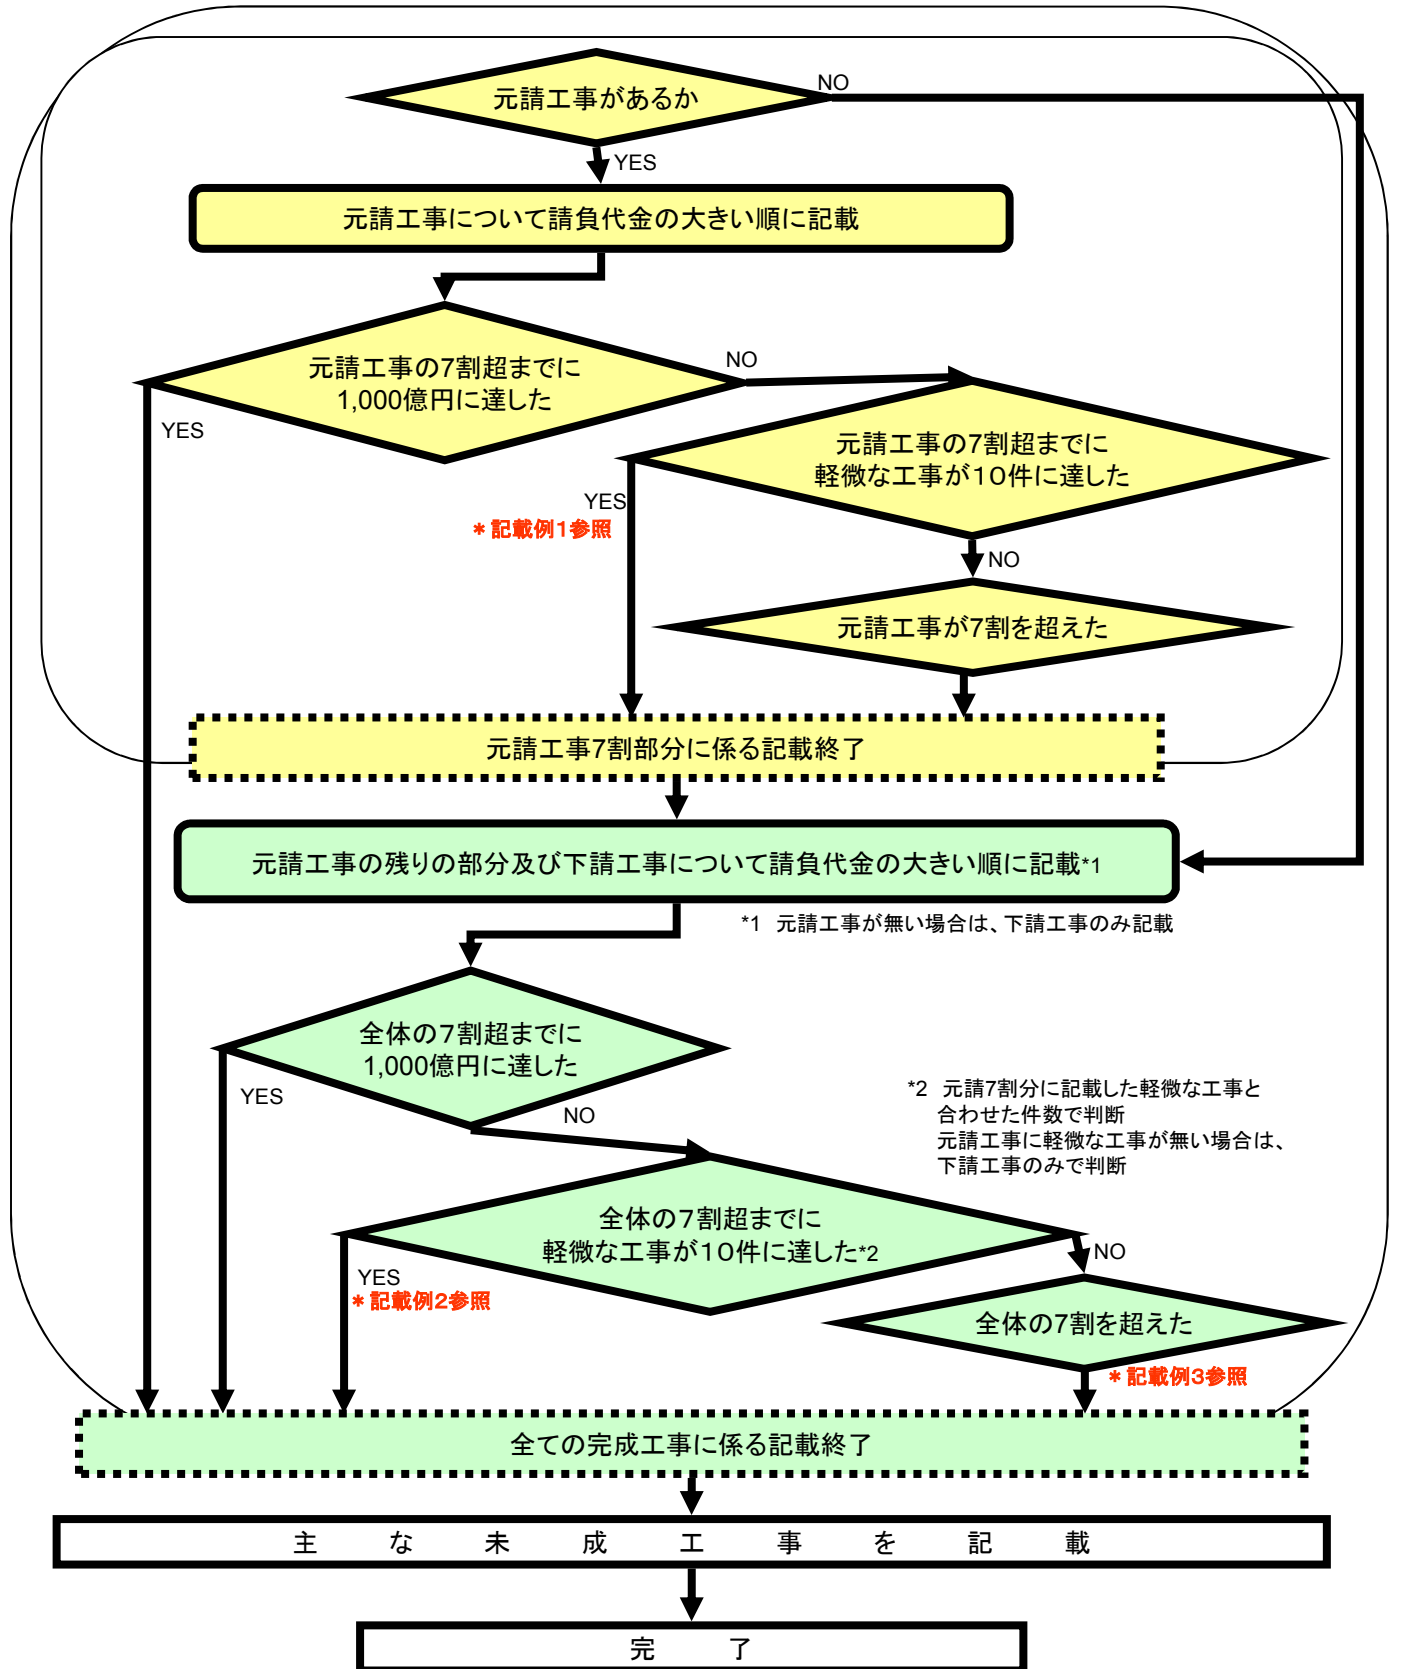 元請工事があるか
NO
YES
元請工事について請負代金の大きい順に記載
元請工事の7割超までに
1,000億円に達した
NO
YES
元請工事の7割超までに
軽微な工事が10件に達した
YES
*記載例1参照
NO
元請工事が7割を超えた
元請工事7割部分に係る記載終了
元請工事の残りの部分及び下請工事について請負代金の大きい順に記載*1
*1 元請工事が無い場合は、下請工事のみ記載
全体の7割超までに
1,000億円に達した
YES
NO
*2 元請7割分に記載した軽微な工事と
合わせた件数で判断
元請工事に軽微な工事が無い場合は、
下請工事のみで判断
全体の7割超までに
軽微な工事が10件に達した*2
YES
*記載例2参照
NO
全体の7割を超えた
*記載例3参照
全ての完成工事に係る記載終了
主な未成工事を記載
完了